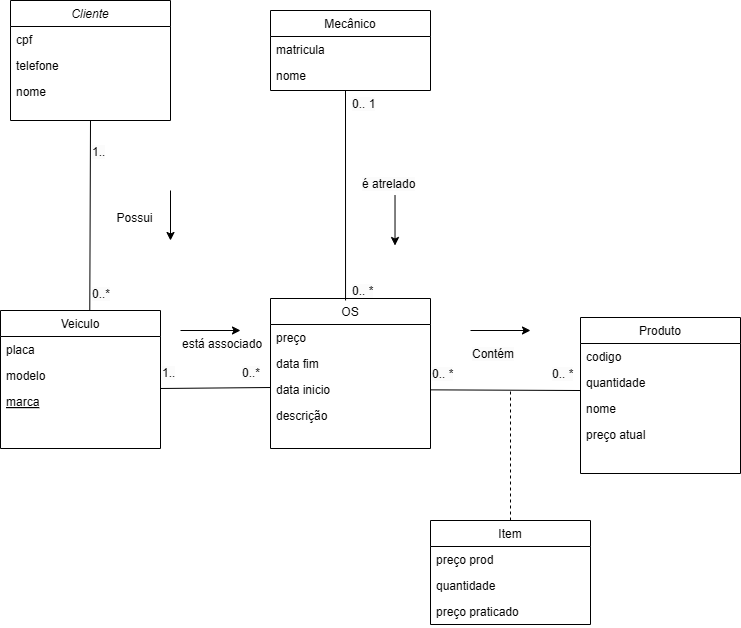 Cliente
cpf
telefone
nome
Mecânico
matricula
nome
1..
0.. 1
Possui
é atrelado
0..*
0.. *
Veiculo
placa
modelo
marca
está associado
1..
0..*
OS
preço
data fim
data inicio
descrição
Contém
0.. *
0.. *
Produto
codigo
quantidade
nome
preço atual
Item
preço prod
quantidade
preço praticado